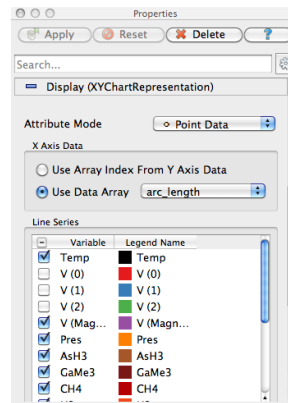 Properties
Apply Reset Delete ?
Search...
Display (XYChartRepresentation)
Attribute Mode Point Data
X Axis Data
Use Array Index From Y Axis Data
Use Data Array arc_length
Line Series
Variable Legend Name
Temp Temp
V (0) V (0)
V (1) V (1)
V (2) V (2)
V (Magn... V (Magn...
Pres Pres
AsH3 AsH3
GaMe3 GaMe3
CH4 CH4